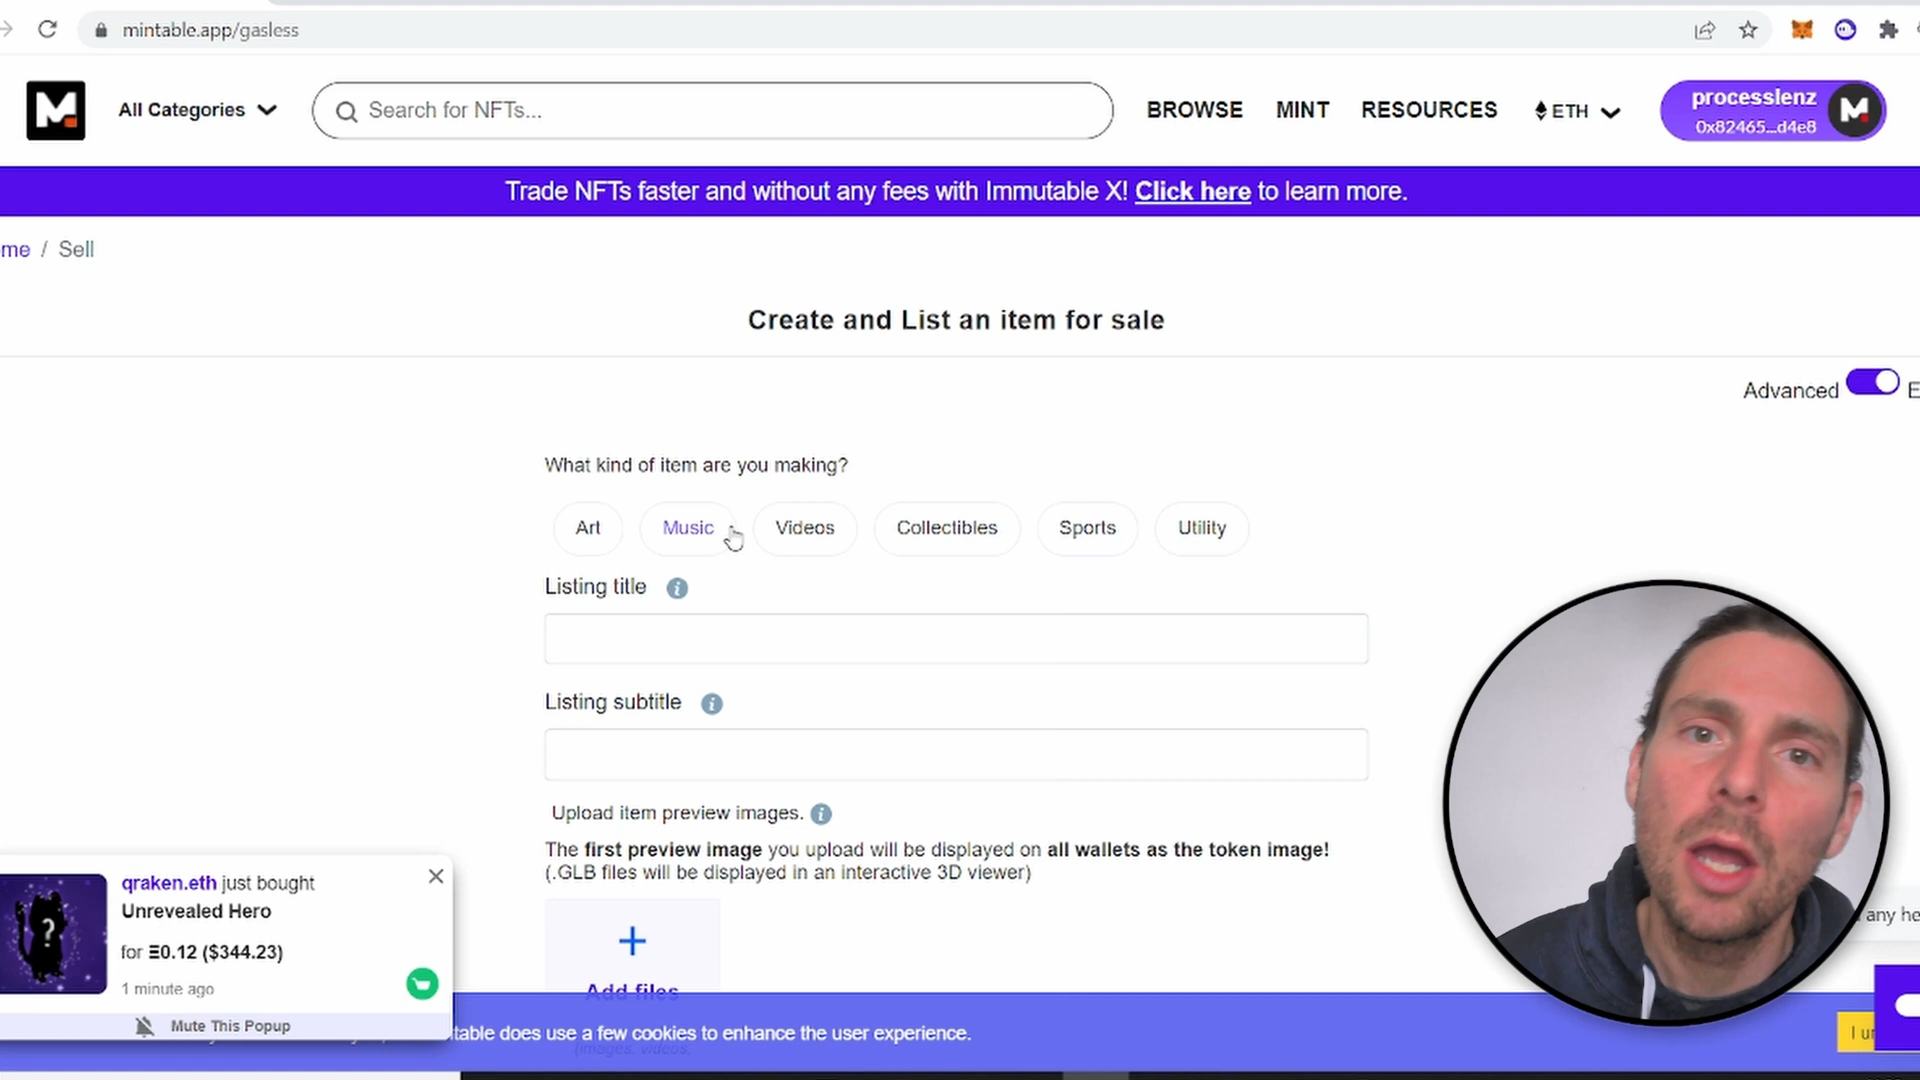 mintable.app/gasless
M
All Categories
Search for NFTs...
BROWSE
MINT
RESOURCES
ETH
processlenz
0x82465...d4e8
M
Trade NFTs faster and without any fees with Immutable X! Click here to learn more.
me / Sell
Create and List an item for sale
Advanced
E
What kind of item are you making?
Art
Music
Videos
Collectibles
Sports
Utility
Listing title
Listing subtitle
Upload item preview images.
The first preview image you upload will be displayed on all wallets as the token image!
(.GLB files will be displayed in an interactive 3D viewer)
+
Add files
(images, videos,
qraken.eth just bought
Unrevealed Hero
for Ξ0.12 ($344.23)
1 minute ago
Mute This Popup
table does use a few cookies to enhance the user experience.
any he
I u